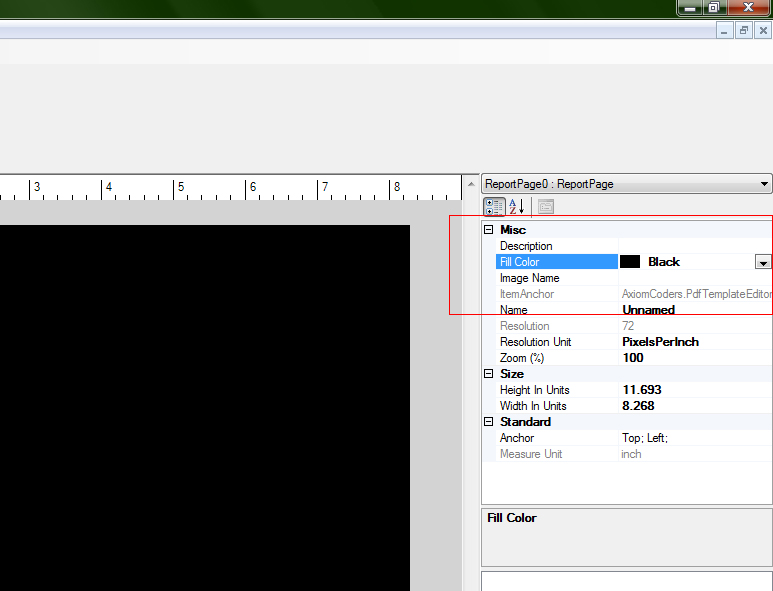 3 4 5 6 7 8
ReportPage0 : ReportPage
A
Z
Misc
Description
Fill Color Black
Image Name
ItemAnchor AxiomCoders.PdfTemplateEditor
Name Unnamed
Resolution 72
Resolution Unit PixelsPerInch
Zoom (%) 100
Size
Height In Units 11.693
Width In Units 8.268
Standard
Anchor Top; Left;
Measure Unit inch
Fill Color